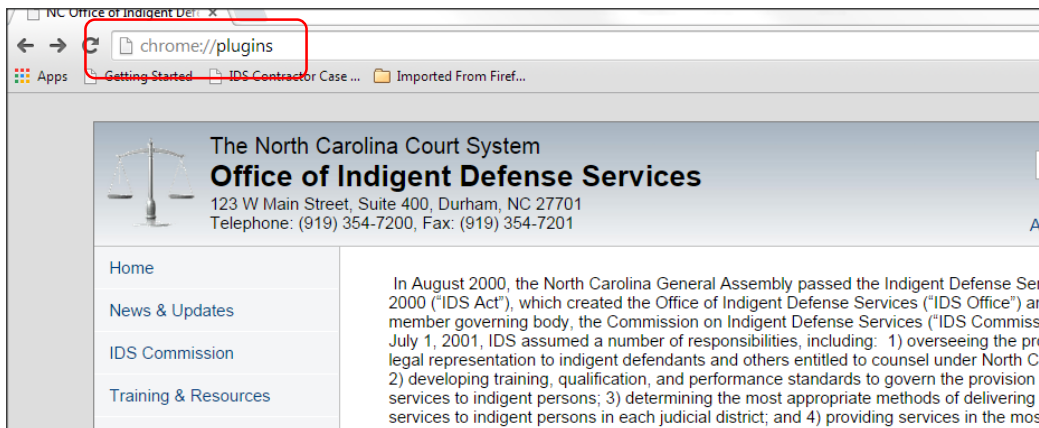 NC Office of Indigent Def
chrome://plugins
Apps Getting Started IDS Contractor Case ... Imported From Firef...
The North Carolina Court System
Office of Indigent Defense Services
123 W Main Street, Suite 400, Durham, NC 27701
Telephone: (919) 354-7200, Fax: (919) 354-7201
A
Home
News & Updates
IDS Commission
Training & Resources
In August 2000, the North Carolina General Assembly passed the Indigent Defense Ser
2000 (“IDS Act”), which created the Office of Indigent Defense Services (“IDS Office”) ar
member governing body, the Commission on Indigent Defense Services (“IDS Commiss
July 1, 2001, IDS assumed a number of responsibilities, including: 1) overseeing the pro
legal representation to indigent defendants and others entitled to counsel under North C
2) developing training, qualification, and performance standards to govern the provision
services to indigent persons; 3) determining the most appropriate methods of delivering
services to indigent persons in each judicial district; and 4) providing services in the mos